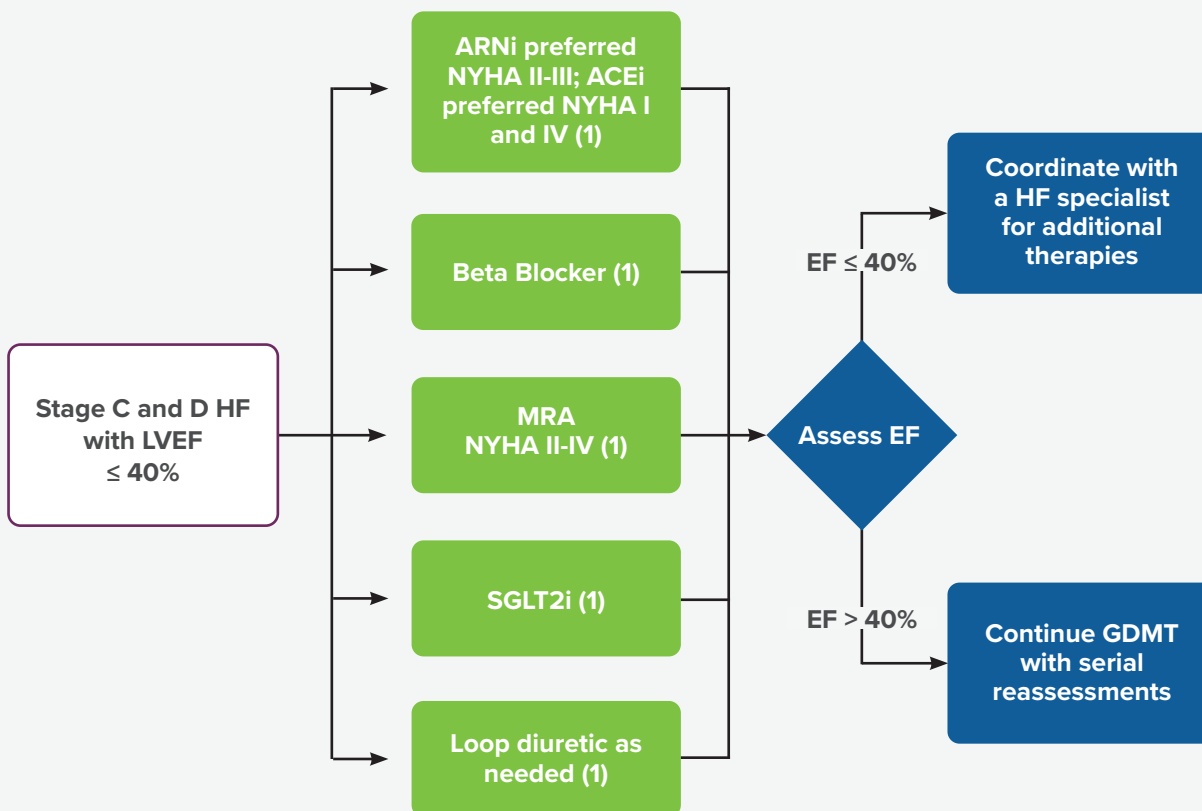 Stage C and D HF
with LVEF
≤ 40%
ARNi preferred
NYHA II-III; ACEi
preferred NYHA I
and IV (1)
Beta Blocker (1)
MRA
NYHA II-IV (1)
SGLT2i (1)
Loop diuretic as
needed (1)
Assess EF
EF ≤ 40%
Coordinate with
a HF specialist
for additional
therapies
EF > 40%
Continue GDMT
with serial
reassessments